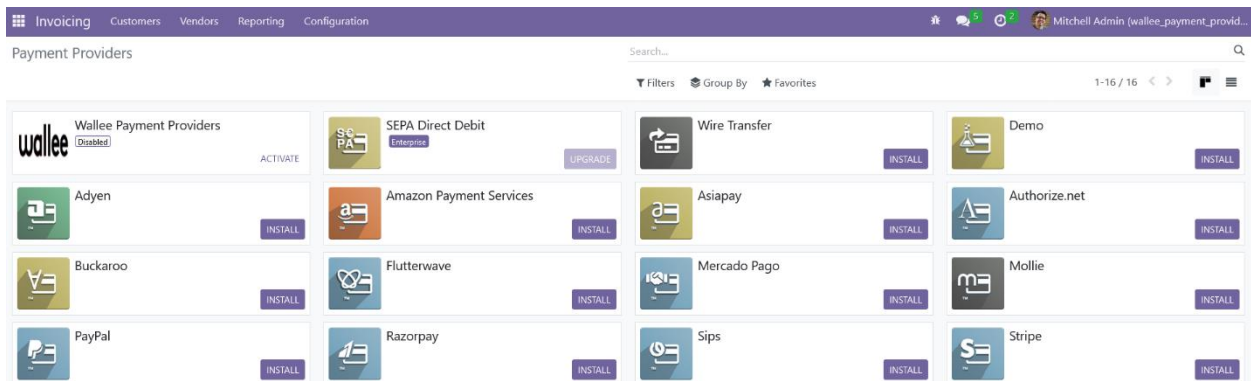 Invoicing Customers Vendors Reporting Configuration 5 2 Mitchell Admin (wallee_payment_provid...
Payment Providers Search...
Filters Group By Favorites 1-16 / 16
wallee Wallee Payment Providers
Disabled
ACTIVATE
SEPA SEPA Direct Debit
Enterprise
UPGRADE
Wire Transfer
INSTALL
Demo
INSTALL
Adyen
INSTALL
Amazon Payment Services
INSTALL
Asiapay
INSTALL
Authorize.net
INSTALL
Buckaroo
INSTALL
Flutterwave
INSTALL
Mercado Pago
INSTALL
Mollie
INSTALL
PayPal
INSTALL
Razorpay
INSTALL
Sips
INSTALL
Stripe
INSTALL